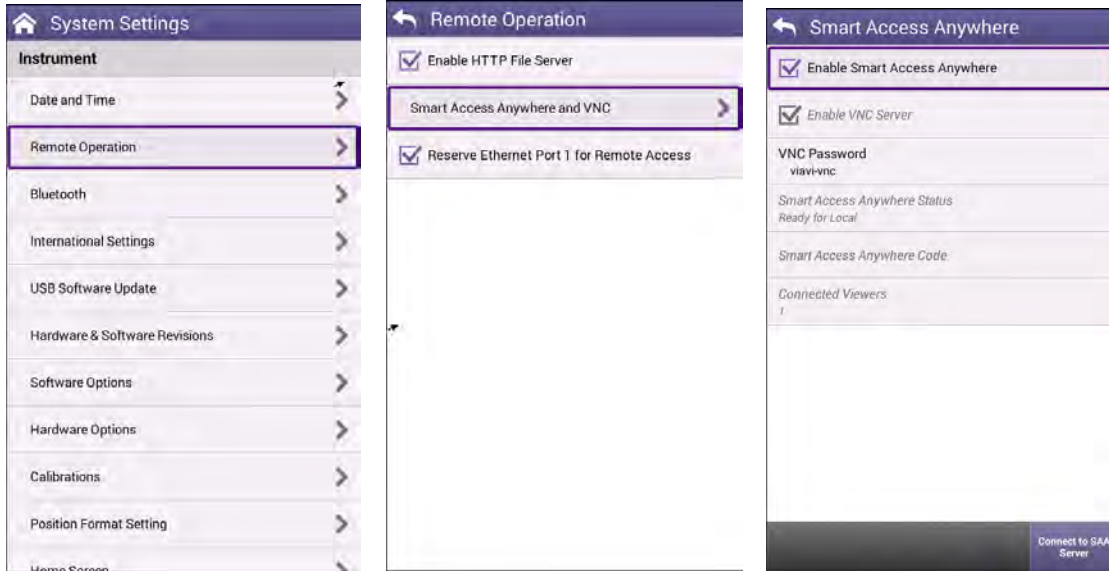 System Settings
Instrument
Date and Time
Remote Operation
Bluetooth
International Settings
USB Software Update
Hardware & Software Revisions
Software Options
Hardware Options
Calibrations
Position Format Setting
Home Screen
Remote Operation
Enable HTTP File Server
Smart Access Anywhere and VNC
Reserve Ethernet Port 1 for Remote Access
Smart Access Anywhere
Enable Smart Access Anywhere
Enable VNC Server
VNC Password
viavi-vnc
Smart Access Anywhere Status
Ready for Local
Smart Access Anywhere Code
Connected Viewers
1
Connect to SAA
Server